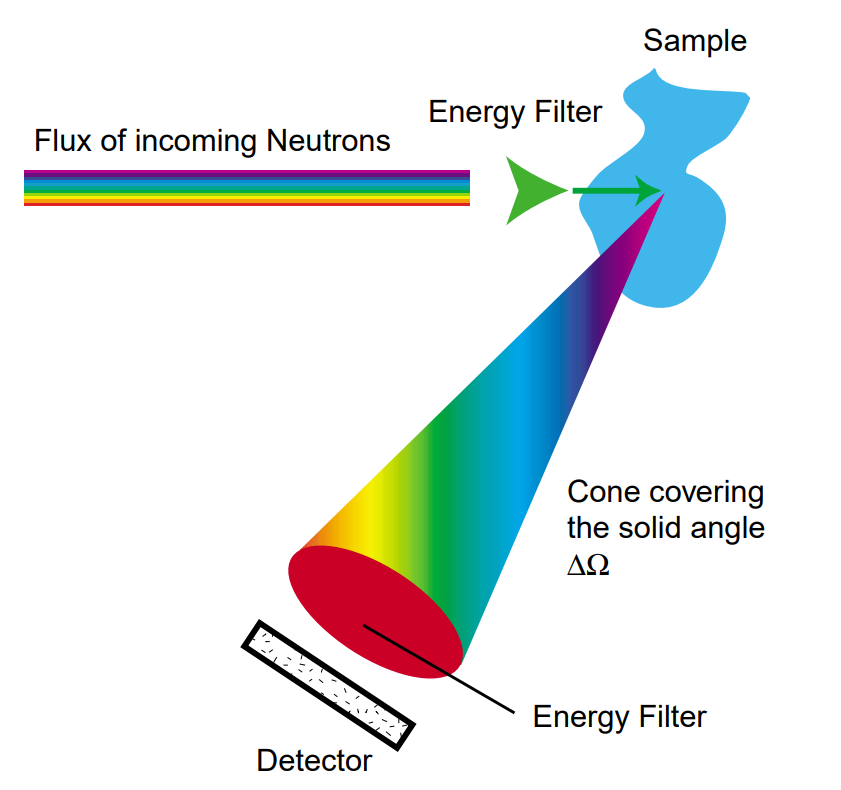 Sample
Energy Filter
Flux of incoming Neutrons
Cone covering
the solid angle
ΔΩ
Energy Filter
Detector